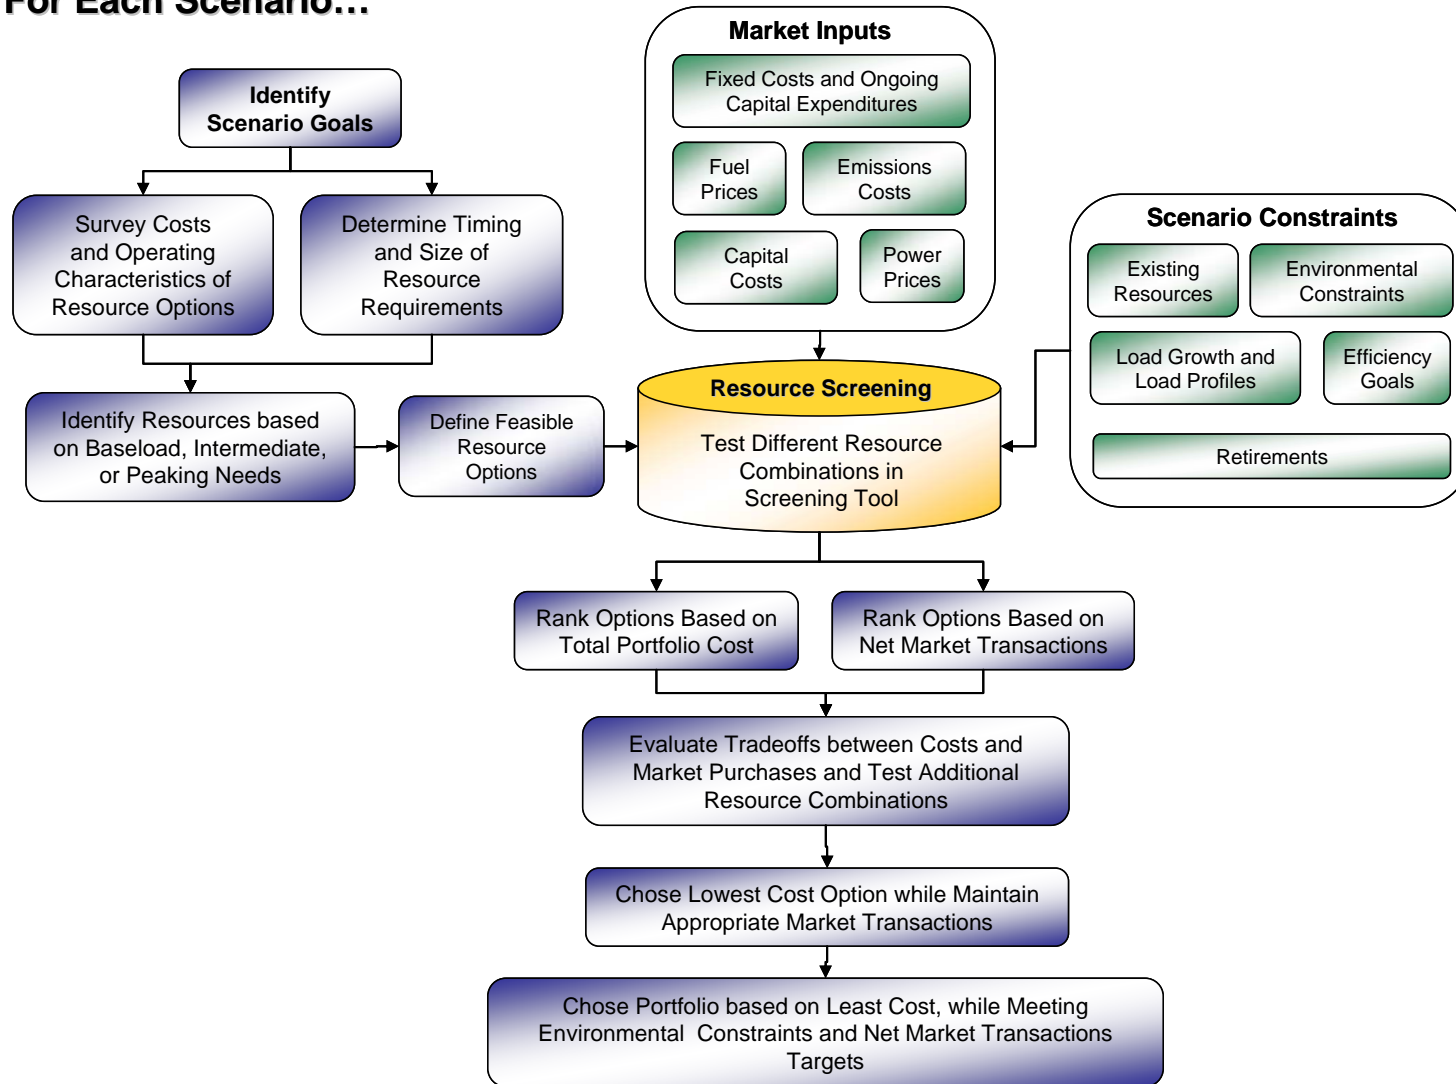 For Each Scenario...
Identify
Scenario Goals
Survey Costs
and Operating
Characteristics of
Resource Options
Determine Timing
and Size of
Resource
Requirements
Identify Resources based
on Baseload, Intermediate,
or Peaking Needs
Define Feasible
Resource
Options
Market Inputs
Fixed Costs and Ongoing
Capital Expenditures
Fuel
Prices
Emissions
Costs
Capital
Costs
Power
Prices
Scenario Constraints
Existing
Resources
Environmental
Constraints
Load Growth and
Load Profiles
Efficiency
Goals
Retirements
Resource Screening
Test Different Resource
Combinations in
Screening Tool
Rank Options Based on
Total Portfolio Cost
Rank Options Based on
Net Market Transactions
Evaluate Tradeoffs between Costs and
Market Purchases and Test Additional
Resource Combinations
Chose Lowest Cost Option while Maintain
Appropriate Market Transactions
Chose Portfolio based on Least Cost, while Meeting
Environmental  Constraints and Net Market Transactions
Targets